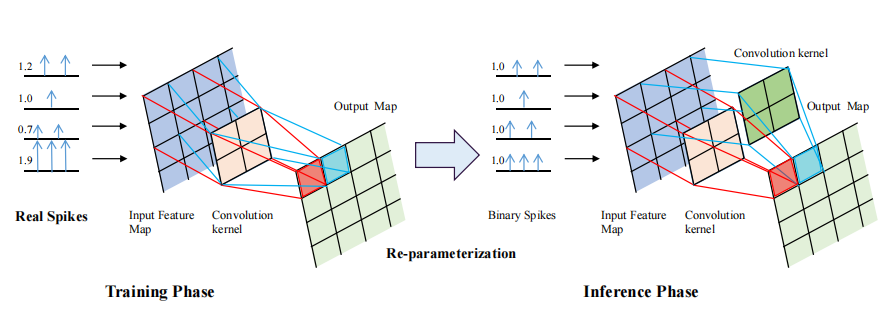 1.2
1.0
0.7
1.9
Real Spikes
Input Feature
Map
Convolution
kernel
Output Map
Training Phase
Re-parameterization
1.0
1.0
1.0
1.0
Binary Spikes
Input Feature
Map
Convolution
kernel
Convolution kernel
Output Map
Inference Phase